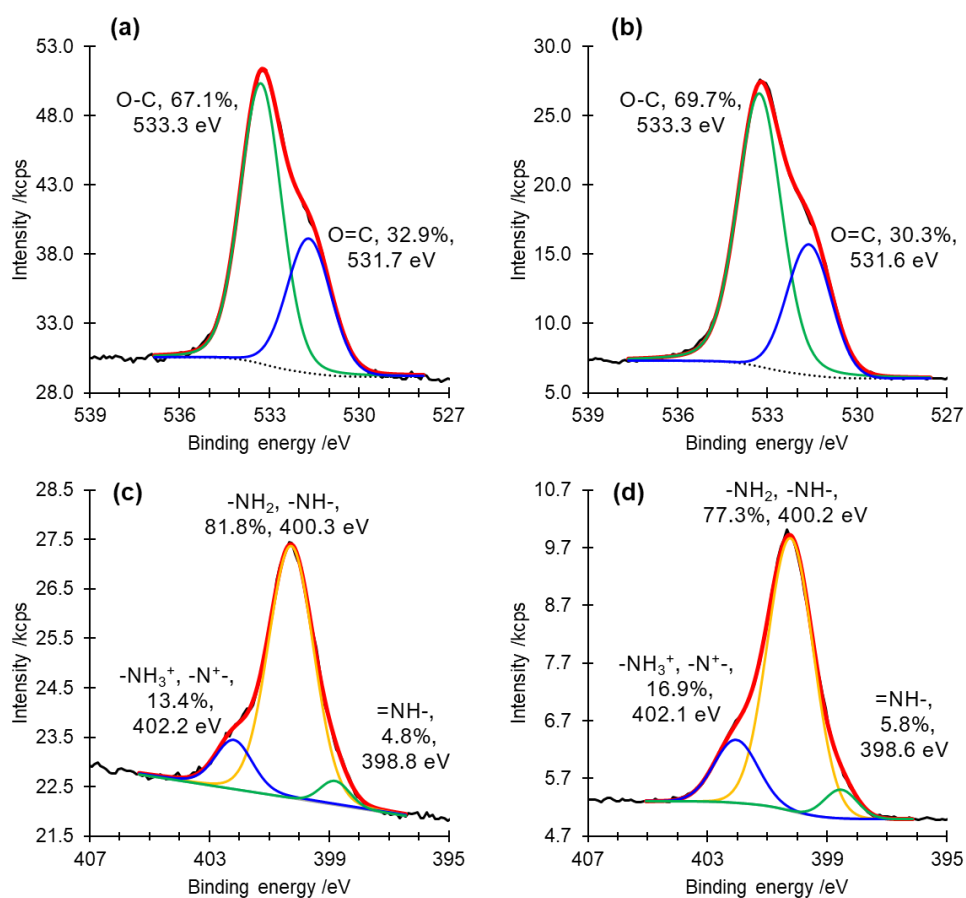 (a)
53.0
48.0
43.0
38.0
33.0
28.0
Intensity /kcps
O-C, 67.1%,
533.3 eV
O=C, 32.9%,
531.7 eV
539
536
533
530
527
Binding energy /eV
(b)
30.0
25.0
20.0
15.0
10.0
5.0
Intensity /kcps
O-C, 69.7%,
533.3 eV
O=C, 30.3%,
531.6 eV
539
536
533
530
527
Binding energy /eV
(c)
28.5
27.5
26.5
25.5
24.5
23.5
22.5
21.5
Intensity /kcps
-NH₂, -NH-,
81.8%, 400.3 eV
-NH₃⁺, -N⁺-,
13.4%,
402.2 eV
=NH-,
4.8%,
398.8 eV
407
403
399
395
Binding energy /eV
(d)
10.7
9.7
8.7
7.7
6.7
5.7
4.7
Intensity /kcps
-NH₂, -NH-,
77.3%, 400.2 eV
-NH₃⁺, -N⁺-,
16.9%,
402.1 eV
=NH-,
5.8%,
398.6 eV
407
403
399
395
Binding energy /eV